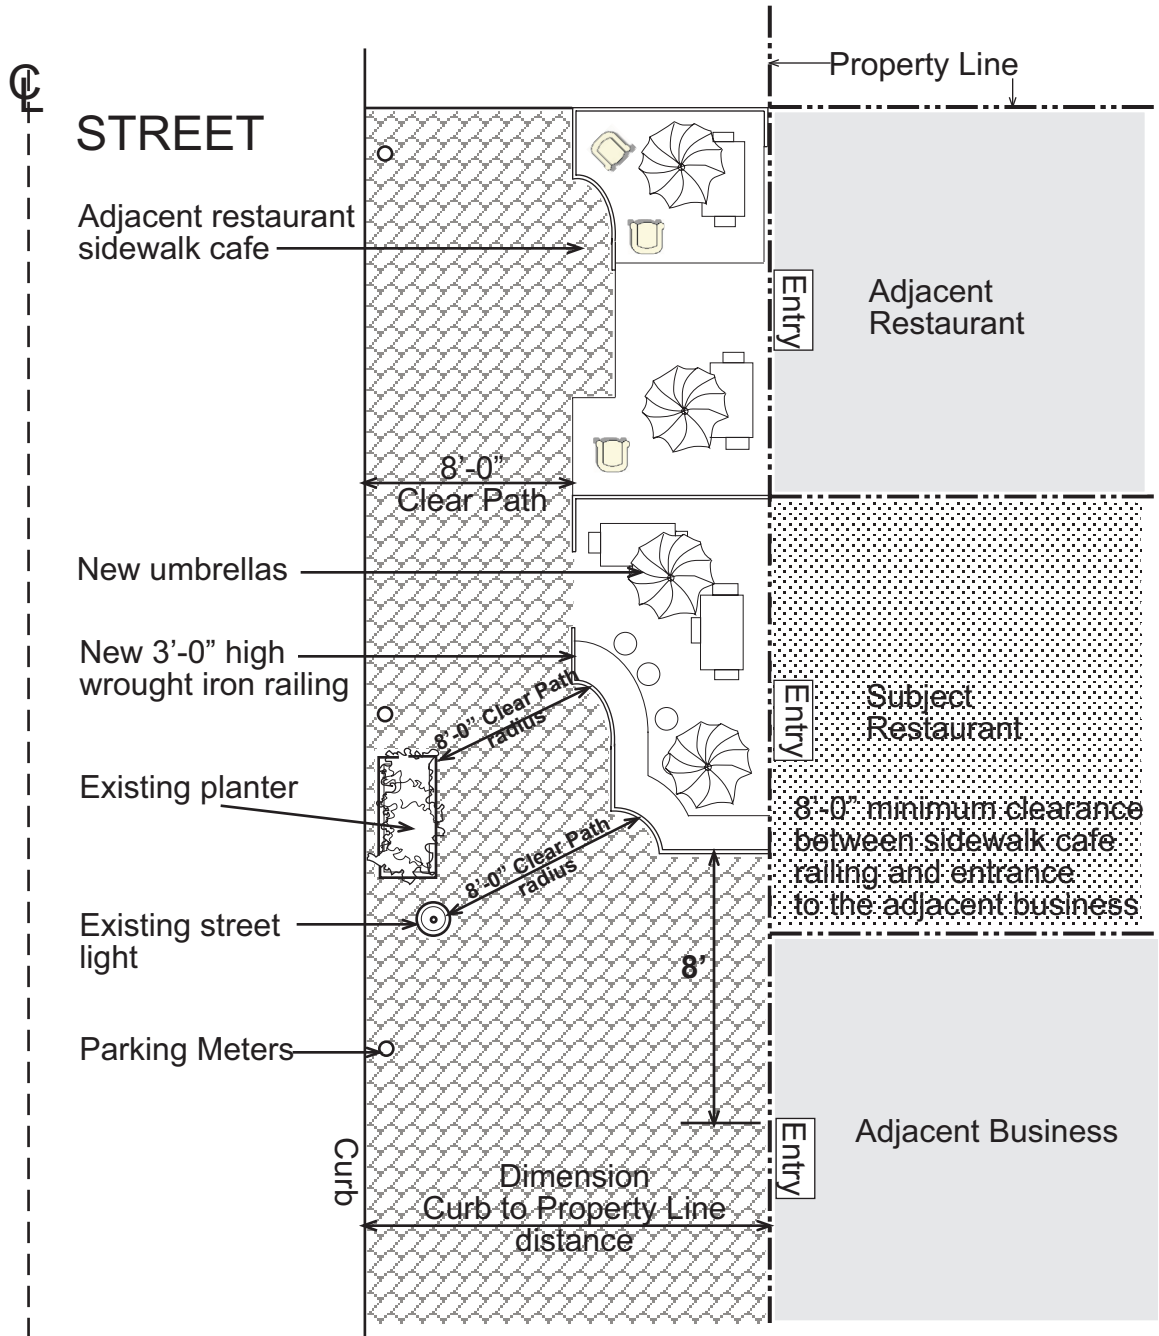 Property Line
℄
STREET
Adjacent restaurant
sidewalk cafe
Entry
Adjacent
Restaurant
8’-0”
Clear Path
New umbrellas
New 3’-0” high
wrought iron railing
8’-0” Clear Path
radius
Entry
Subject
Restaurant
Existing planter
8’-0” minimum clearance
between sidewalk cafe
railing and entrance
to the adjacent business
8’-0” Clear Path
radius
Existing street
light
8’
Parking Meters
Curb
Entry
Adjacent Business
Dimension
Curb to Property Line
distance